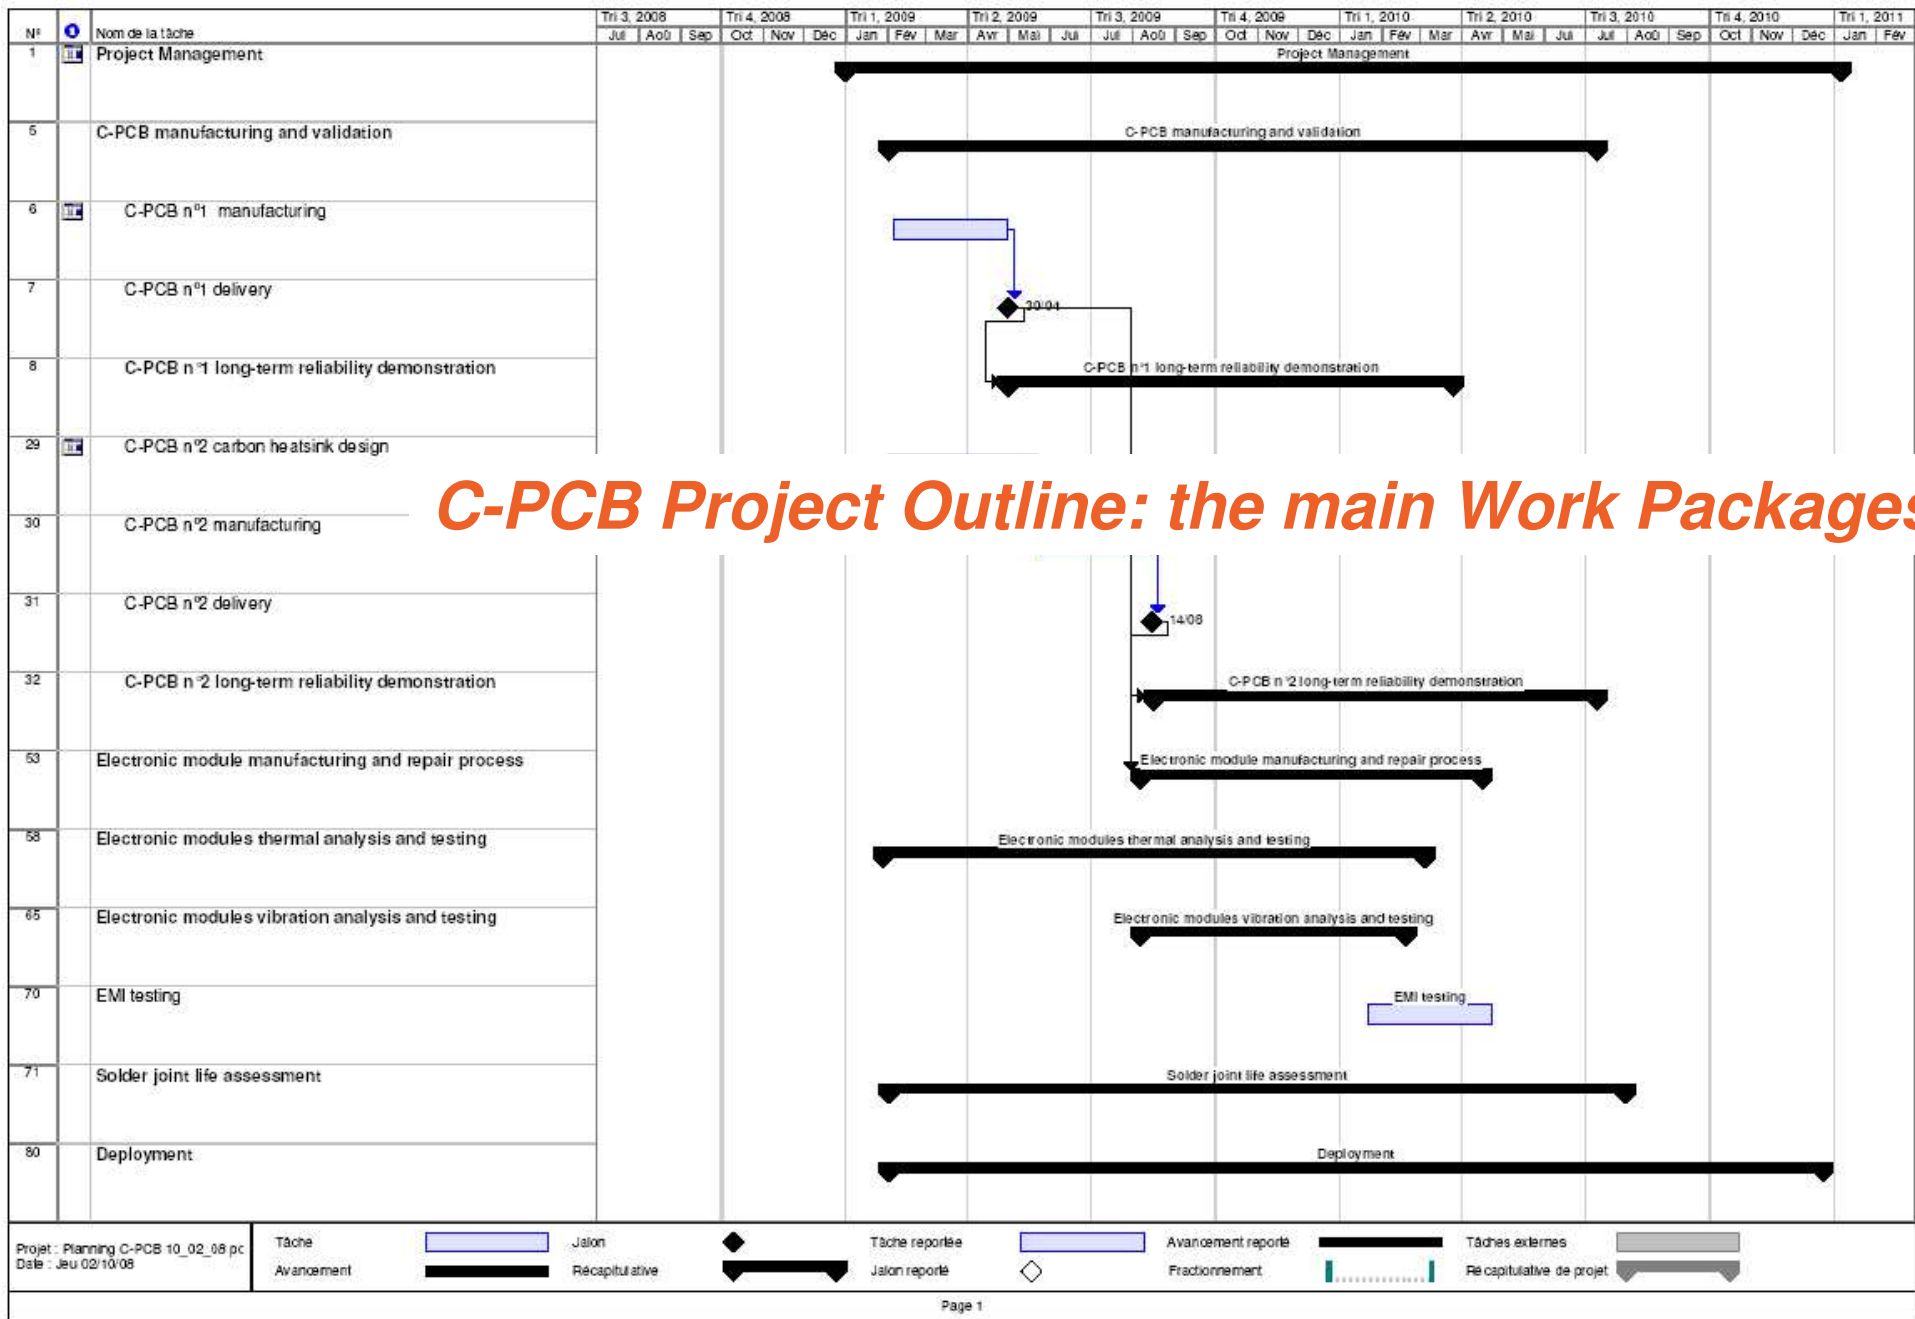 Tri 3, 2008 Tri 4, 2008 Tri 1, 2009 Tri 2, 2009 Tri 3, 2009 Tri 4, 2009 Tri 1, 2010 Tri 2, 2010 Tri 3, 2010 Tri 4, 2010 Tri 1, 2011
N° Nom de la tâche Jul Aoû Sep Oct Nov Déc Jan Fév Mar Avr Mai Jui Jul Aoû Sep Oct Nov Déc Jan Fév Mar Avr Mai Jui Jul Aoû Sep Oct Nov Déc Jan Fév
1 Project Management Project Management
5 C-PCB manufacturing and validation C-PCB manufacturing and validation
6 C-PCB n°1 manufacturing
7 C-PCB n°1 delivery 30/04
8 C-PCB n°1 long-term reliability demonstration C-PCB n°1 long-term reliability demonstration
29 C-PCB n°2 carbon heatsink design
C-PCB Project Outline: the main Work Packages
30 C-PCB n°2 manufacturing
31 C-PCB n°2 delivery 14/08
32 C-PCB n°2 long-term reliability demonstration C-PCB n°2 long-term reliability demonstration
53 Electronic module manufacturing and repair process Electronic module manufacturing and repair process
58 Electronic modules thermal analysis and testing Electronic modules thermal analysis and testing
65 Electronic modules vibration analysis and testing Electronic modules vibration analysis and testing
70 EMI testing EMI testing
71 Solder joint life assessment Solder joint life assessment
80 Deployment Deployment
Projet : Planning C-PCB 10_02_08 pc
Date : Jeu 02/10/08
Tâche Jalon Tâche reportée Avancement reporté Tâches externes
Avancement Récapitulative Jalon reporté Fractionnement Récapitulative de projet
Page 1